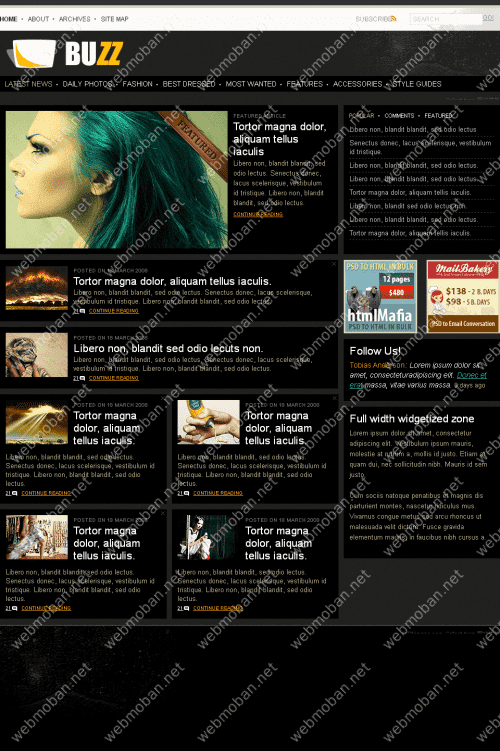 HOME • ABOUT • ARCHIVES • SITE MAP
SUBSCRIBE
SEARCH
GO!
BUZZ
LATEST NEWS • DAILY PHOTOS • FASHION • BEST DRESSED • MOST WANTED • FEATURES • ACCESSORIES • STYLE GUIDES
FEATURED
FEATURED ARTICLE
Tortor magna dolor, aliquam tellus iaculis
Libero non, blandit blandit, sed odio lectus. Senectus donec, lacus scelerisque, vestibulum id tristique. Libero non, blandit blandit, sed odio lectus.
CONTINUE READING
POPULAR • COMMENTS • FEATURED
Libero non, blandit blandit, sed odio lectus
Senectus donec, lacus scelerisque, vestibulum
id tristique.
Libero non, blandit blandit, sed odio lectus.
Libero non, blandit blandit, sed odio lectus.
Tortor magna dolor, aliquam tellus iaculis.
Libero non, blandit sed odio lectus non.
Libero non, blandit blandit, sed odio lectus.
Tortor magna dolor, aliquam tellus iaculis.
POSTED ON 19 MARCH 2008
Tortor magna dolor, aliquam tellus iaculis.
Libero non, blandit blandit, sed odio lectus. Senectus donec, lacus scelerisque,
vestibulum id tristique. Libero non, blandit blandit, sed odio lectus.
21 CONTINUE READING
POSTED ON 19 MARCH 2008
Libero non, blandit sed odio lecuts non.
Libero non, blandit blandit, sed odio lectus. Senectus donec, lacus scelerisque,
vestibulum id tristique. Libero non, blandit blandit, sed odio lectus.
21 CONTINUE READING
PSD TO HTML IN BULK
12 pages
$480
htmlMafia
PSD TO HTML IN BULK
MailBakery
$138 - 2 B. DAYS
$98 - 5 B. DAYS
PSD to Email Conversion
Follow Us!
Tobias Anderson: Lorem ipsum dolor sit
amet, consecteturadipiscing elit. Donec et
erat massa, vitae varius massa. 8 days ago
POSTED ON 19 MARCH 2008
Tortor magna
dolor, aliquam
tellus iaculis.
Libero non, blandit blandit, sed odio lectus.
Senectus donec, lacus scelerisque, vestibulum id
tristique. Libero non, blandit blandit, sed odio
lectus.
21 CONTINUE READING
POSTED ON 19 MARCH 2008
Tortor magna
dolor, aliquam
tellus iaculis.
Libero non, blandit blandit, sed odio lectus.
Senectus donec, lacus scelerisque, vestibulum id
tristique. Libero non, blandit blandit, sed odio
lectus.
21 CONTINUE READING
Full width widgetized zone
Lorem ipsum dolor sit amet, consectetur
adipiscing elit. Vestibulum ipsum mauris,
molestie at rutrum a, mollis id justo. Etiam at
quam dui, nec sollicitudin nibh. Mauris id sem
justo.
Cum sociis natoque penatibus et magnis dis
parturient montes, nascetur ridiculus mus.
Vivamus congue metus sed arcu rhoncus ut
malesuada velit dictum. Fusce gravida
elementum mauris in faucibus nibh cursus a.
POSTED ON 19 MARCH 2008
Tortor magna
dolor, aliquam
tellus iaculis.
Libero non, blandit blandit, sed odio lectus.
Senectus donec, lacus scelerisque, vestibulum id
tristique. Libero non, blandit blandit, sed odio
lectus.
21 CONTINUE READING
POSTED ON 19 MARCH 2008
Tortor magna
dolor, aliquam
tellus iaculis.
Libero non, blandit blandit, sed odio lectus.
Senectus donec, lacus scelerisque, vestibulum id
tristique. Libero non, blandit blandit, sed odio
lectus.
21 CONTINUE READING
webmoban.net